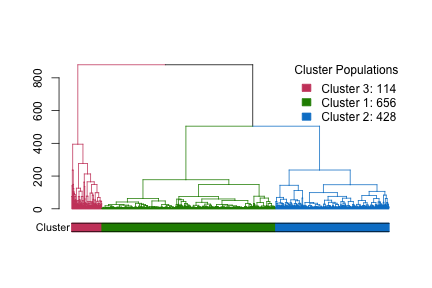 Cluster Populations
Cluster 3: 114
Cluster 1: 656
Cluster 2: 428
800
600
400
200
0
Cluster